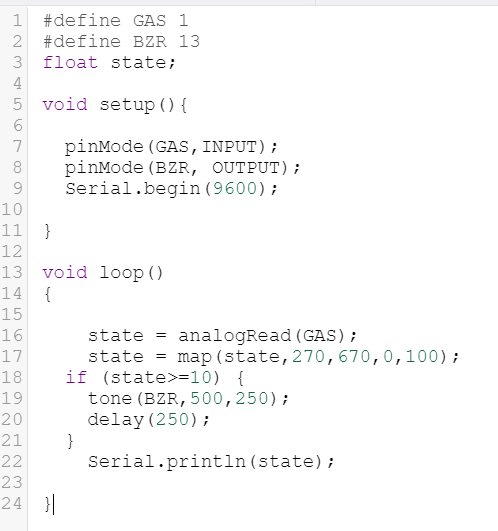 1 #define GAS 1
2 #define BZR 13
3 float state;
4
5 void setup(){
6
7   pinMode(GAS,INPUT);
8   pinMode(BZR, OUTPUT);
9   Serial.begin(9600);
10
11 }
12
13 void loop()
14 {
15
16     state = analogRead(GAS);
17     state = map(state,270,670,0,100);
18   if (state>=10) {
19     tone(BZR,500,250);
20     delay(250);
21   }
22     Serial.println(state);
23
24 }